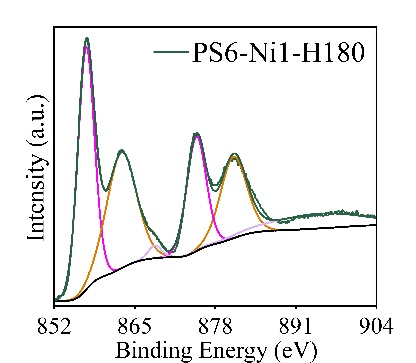 PS6-Ni1-H180
Intensity (a.u.)
852 865 878 891 904
Binding Energy (eV)